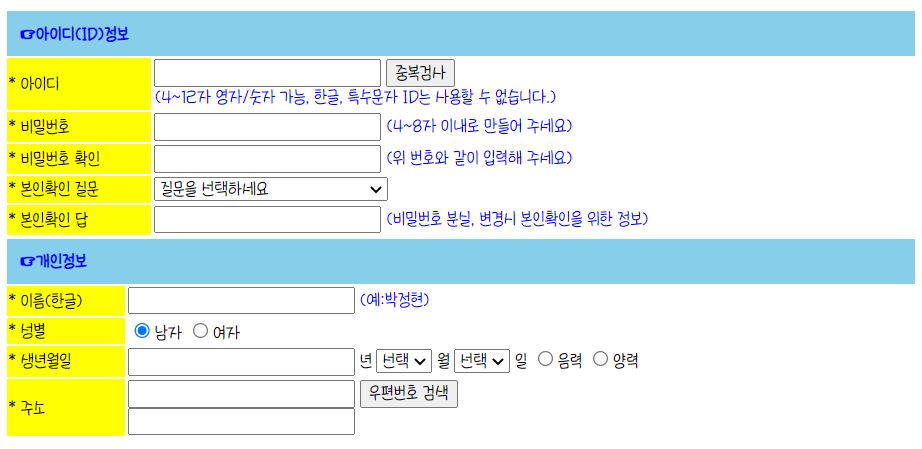 ☞아이디(ID)정보
* 아이디 중복검사
(4~12자 영자/숫자 가능, 한글, 특수문자 ID는 사용할 수 없습니다.)
* 비밀번호 (4~8자 이내로 만들어 주세요)
* 비밀번호 확인 (위 번호와 같이 입력해 주세요)
* 본인확인 질문 질문을 선택하세요
* 본인확인 답 (비밀번호 분실, 변경시 본인확인을 위한 정보)
☞개인정보
* 이름(한글) (예:박정현)
* 성별 남자 여자
* 생년월일 년 선택 월 선택 일 음력 양력
* 주소 우편번호 검색